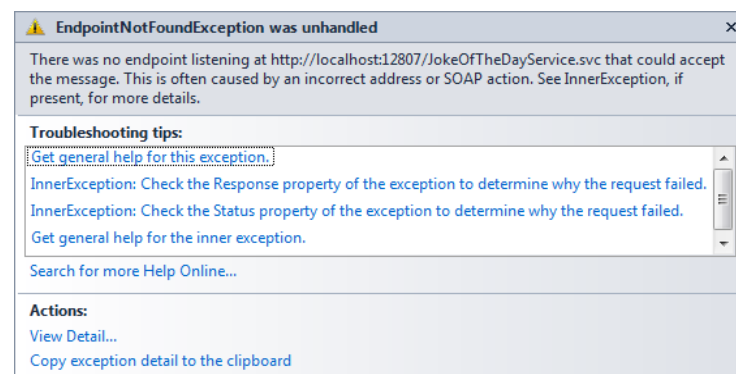 EndpointNotFoundException was unhandled
There was no endpoint listening at http://localhost:12807/JokeOfTheDayService.svc that could accept
the message. This is often caused by an incorrect address or SOAP action. See InnerException, if
present, for more details.
Troubleshooting tips:
Get general help for this exception.
InnerException: Check the Response property of the exception to determine why the request failed.
InnerException: Check the Status property of the exception to determine why the request failed.
Get general help for the inner exception.
Search for more Help Online...
Actions:
View Detail...
Copy exception detail to the clipboard